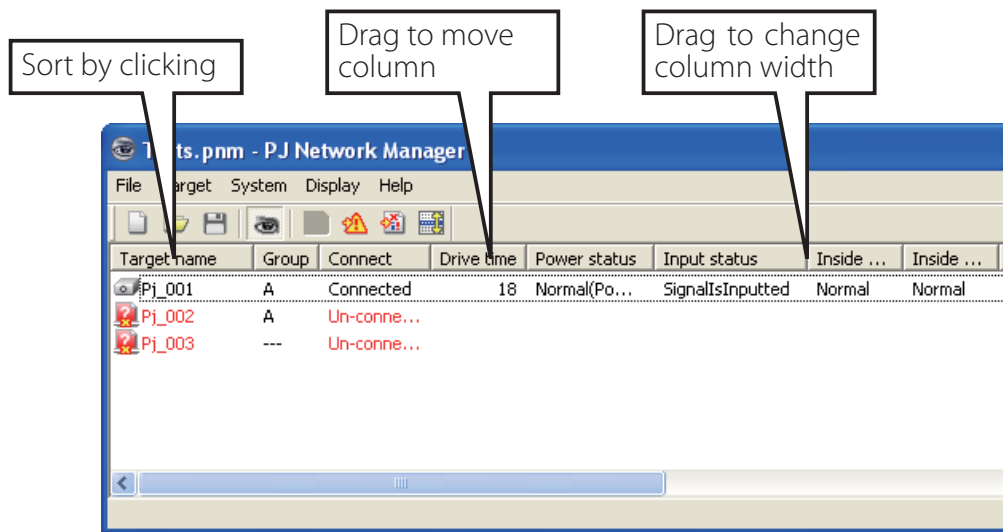 Sort by clicking
Drag to move
column
Drag to change
column width
ts.pnm - PJ Network Manager
File arget System Display Help
Target name Group Connect Drive time Power status Input status Inside ... Inside ...
Pj_001 A Connected 18 Normal(Po... SignalIsInputted Normal Normal
Pj_002 A Un-conne...
Pj_003 --- Un-conne...